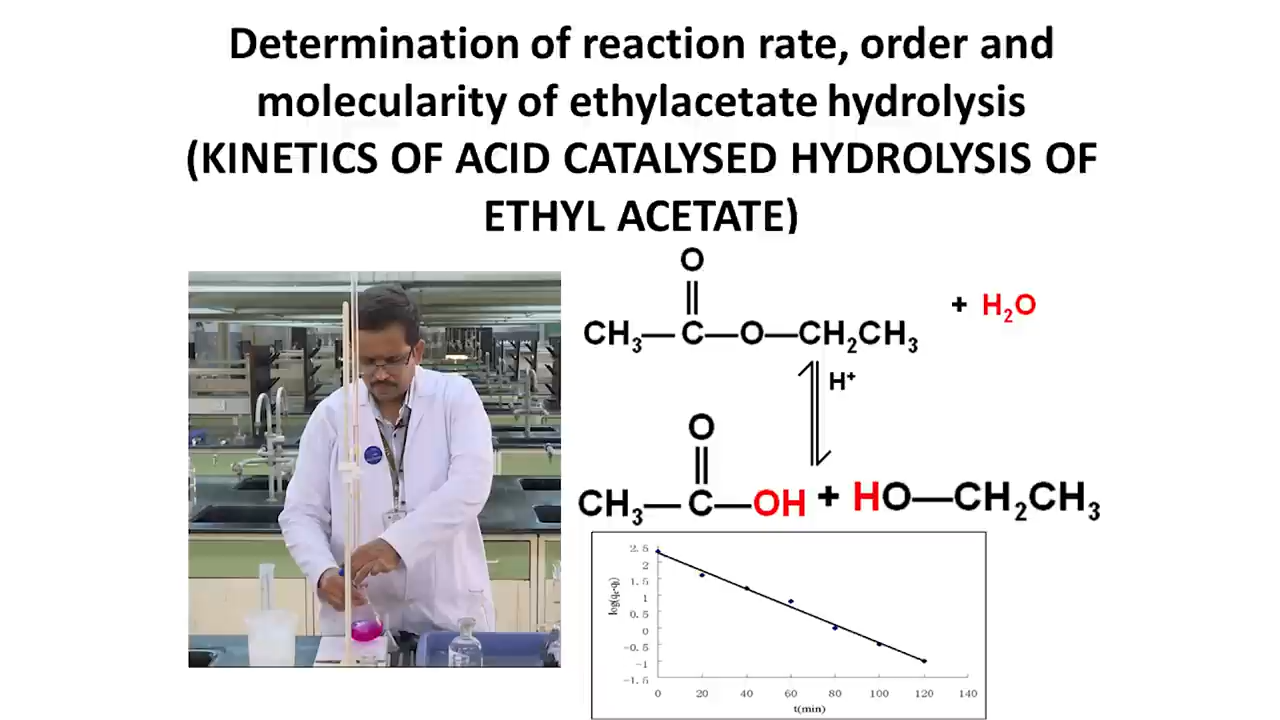 Determination of reaction rate, order and
molecularity of ethylacetate hydrolysis
(KINETICS OF ACID CATALYSED HYDROLYSIS OF
ETHYL ACETATE)
O
CH₃—C—O—CH₂CH₃ + H₂O
H⁺
O
CH₃—C—OH + HO—CH₂CH₃
2.5
2
1.5
1
0.5
0
-0.5
-1
-1.5
0 20 40 60 80 100 120 140
t(min)